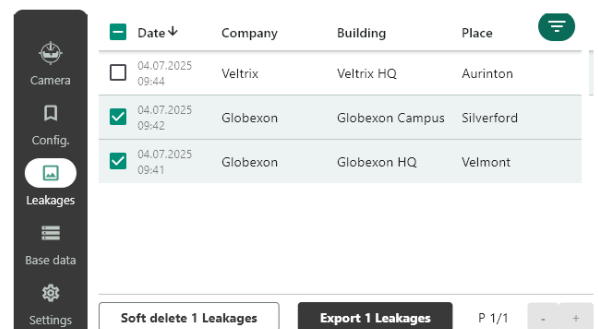 Camera
Config.
Leakages
Base data
Settings
Date Company Building Place
04.07.2025
09:44
Veltrix Veltrix HQ Aurinton
04.07.2025
09:42
Globexon Globexon Campus Silverford
04.07.2025
09:41
Globexon Globexon HQ Velmont
Soft delete 1 Leakages Export 1 Leakages P 1/1 - +